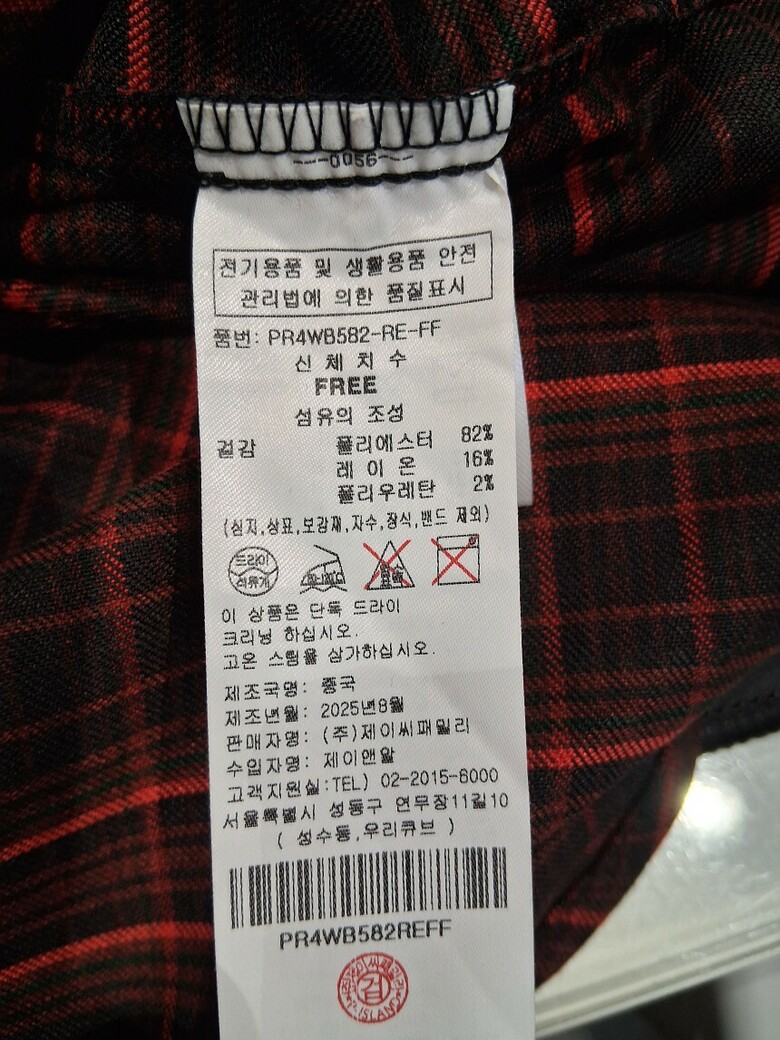 ---0056---
전기용품 및 생활용품 안전
관리법에 의한 품질표시
품번: PR4WB582-RE-FF
신체치수
FREE
섬유의 조성
겉감 폴리에스터 82%
레이온 16%
폴리우레탄 2%
(심지,상표,보강재,자수,장식,밴드 제외)
드라이
석유계
이 상품은 단독 드라이
크리닝 하십시오.
고온 스팀을 삼가하십시오.
제조국명: 중국
제조년월: 2025년8월
판매자명: (주)제이씨패밀리
수입자명: 제이앤알
고객지원실:TEL) 02-2015-6000
서울특별시 성동구 연무장11길10
( 성수동,우리큐브 )
PR4WB582REFF
검